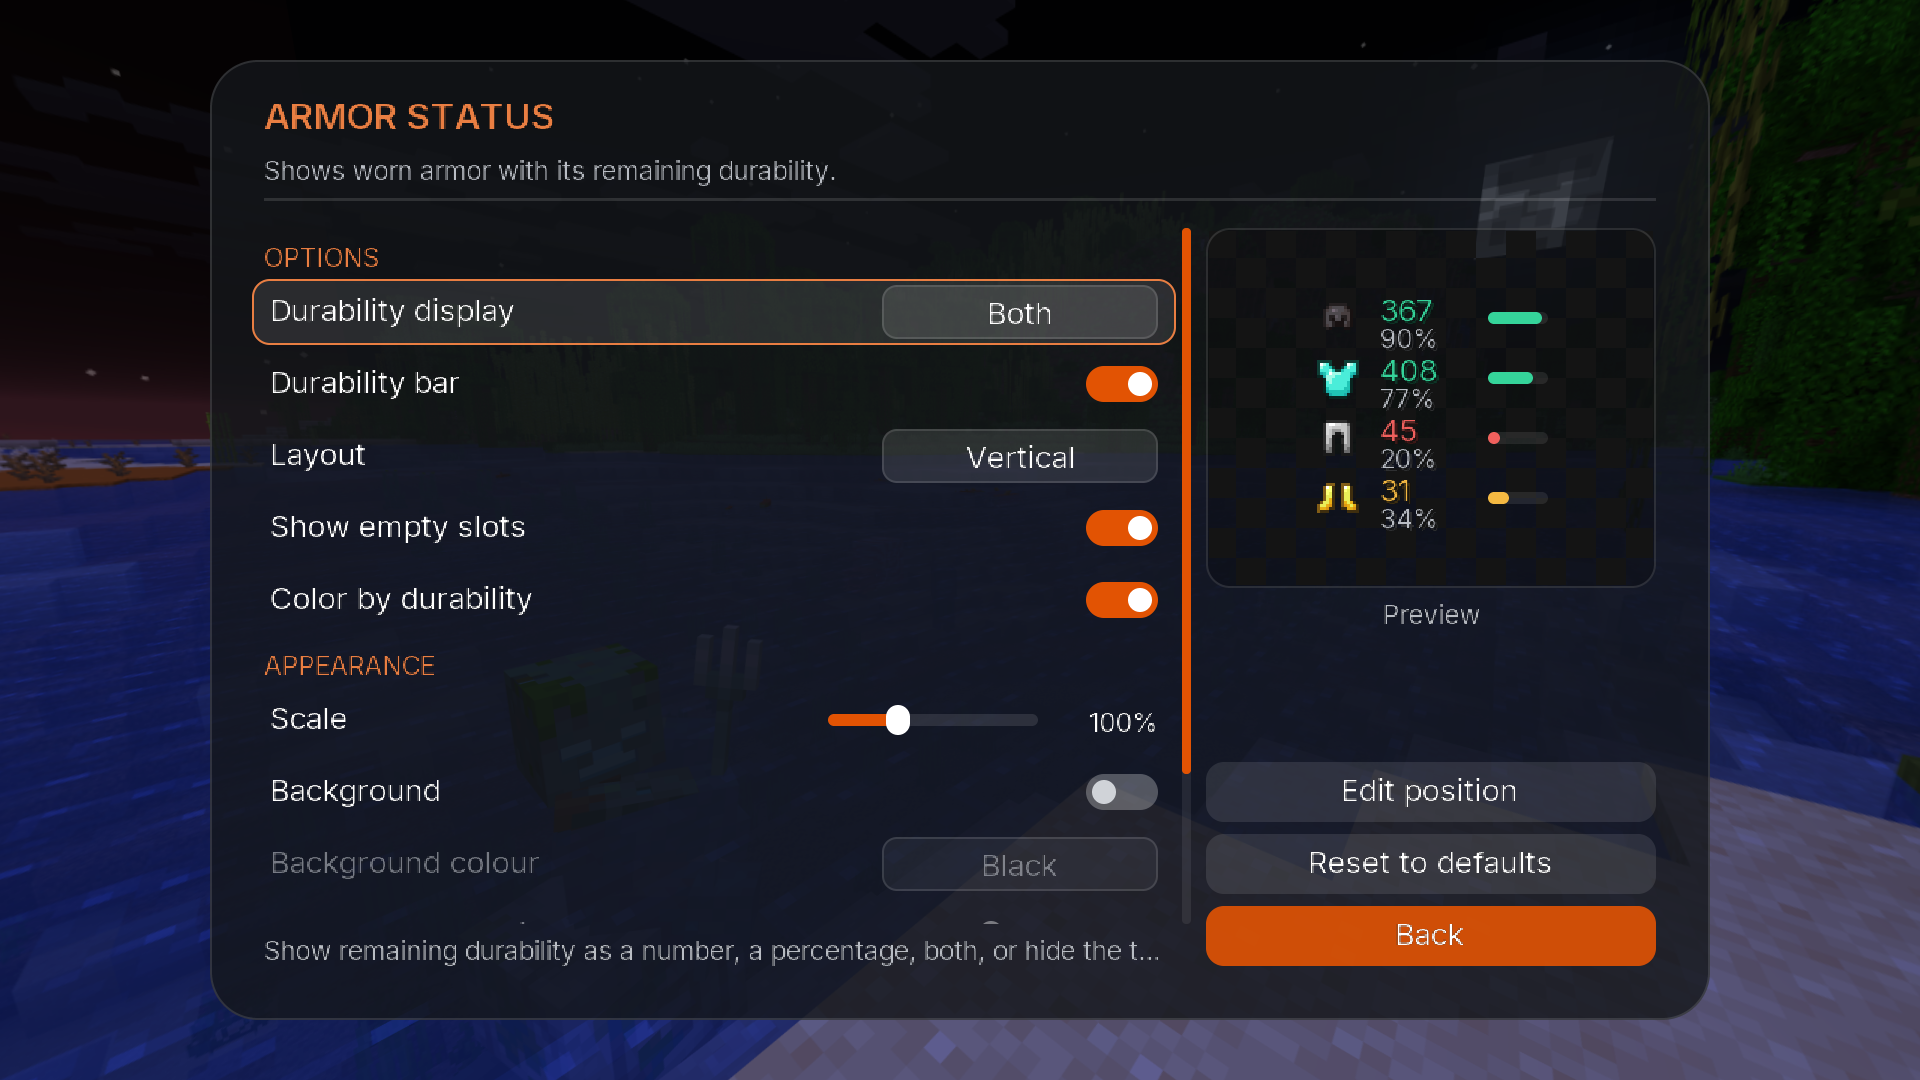 ARMOR STATUS
Shows worn armor with its remaining durability.
OPTIONS
Durability display
Both
Durability bar
Layout
Vertical
Show empty slots
Color by durability
APPEARANCE
Scale
100%
Background
Background colour
Black
Show remaining durability as a number, a percentage, both, or hide the t...
367
90%
408
77%
45
20%
31
34%
Preview
Edit position
Reset to defaults
Back